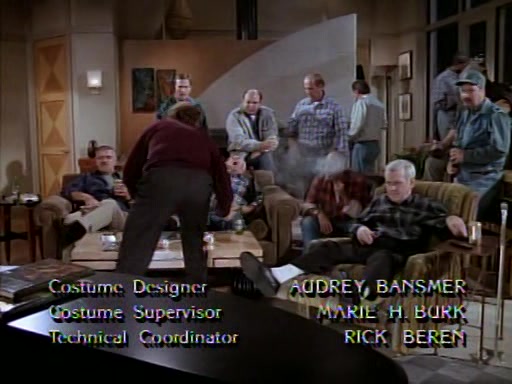 Costume Designer AUDREY BANSMER
Costume Supervisor MARIE H. BURK
Technical Coordinator RICK BEREN